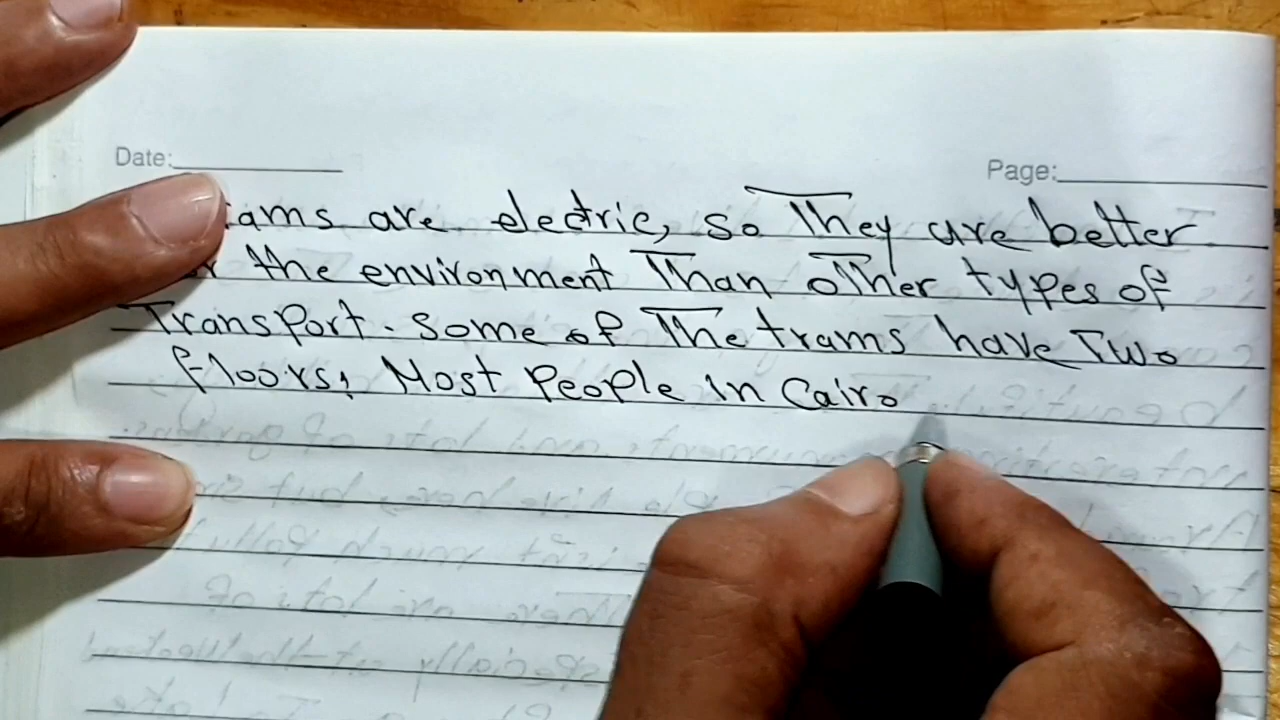 Date: Page:
ams are electric, so They are better
the environment Than other types of
Transport. some of The trams have Two
floors, Most People in Cairo